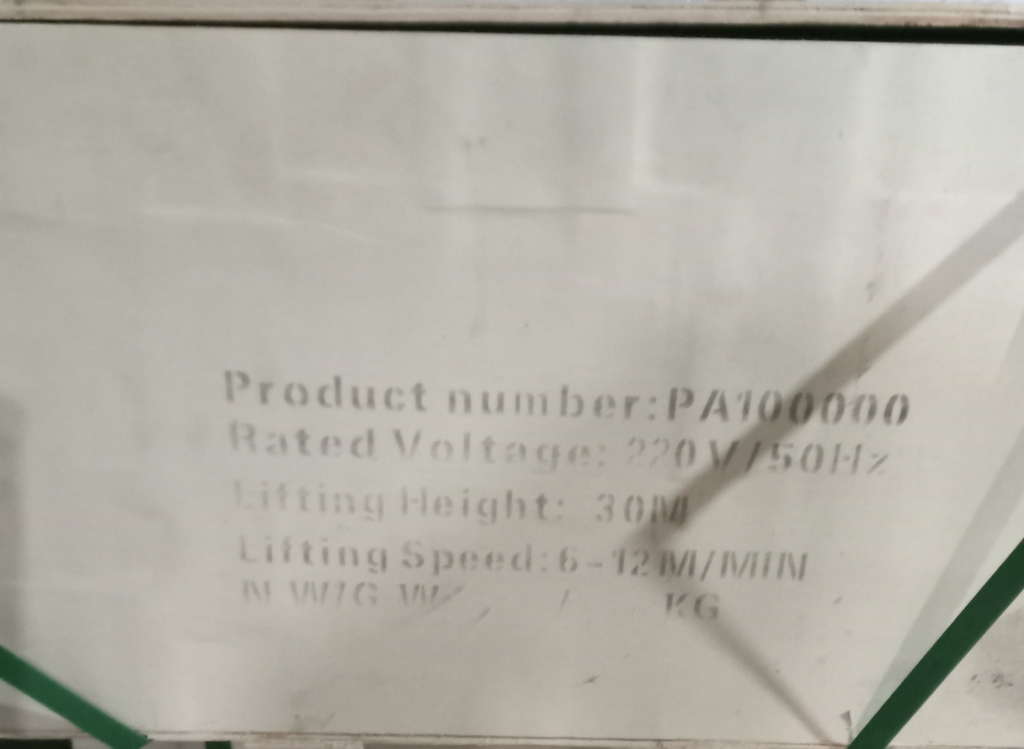 Product number:PA100000
Rated Voltage: 220V/50Hz
Lifting Height: 30M
Lifting Speed:6-12M/MIN
N.W/G.W: / KG